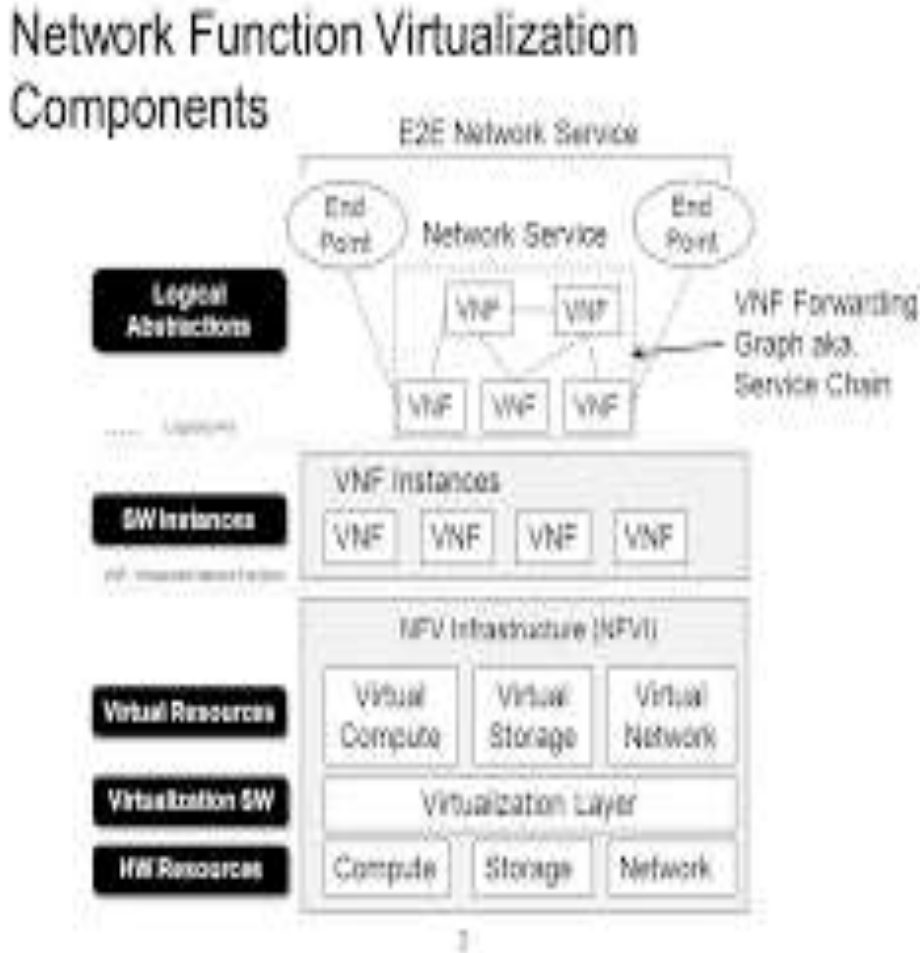 Network Function Virtualization
Components
E2E Network Service
End
Point
Network Service
End
Point
Logical
Abstractions
VNF
VNF
VNF Forwarding
Graph aka.
Service Chain
VNF
VNF
VNF
VNF Instances
SW Instances
VNF
VNF
VNF
VNF
NFV Infrastructure (NFVI)
Virtual Resources
Virtual
Compute
Virtual
Storage
Virtual
Network
Virtualization SW
Virtualization Layer
HW Resources
Compute
Storage
Network